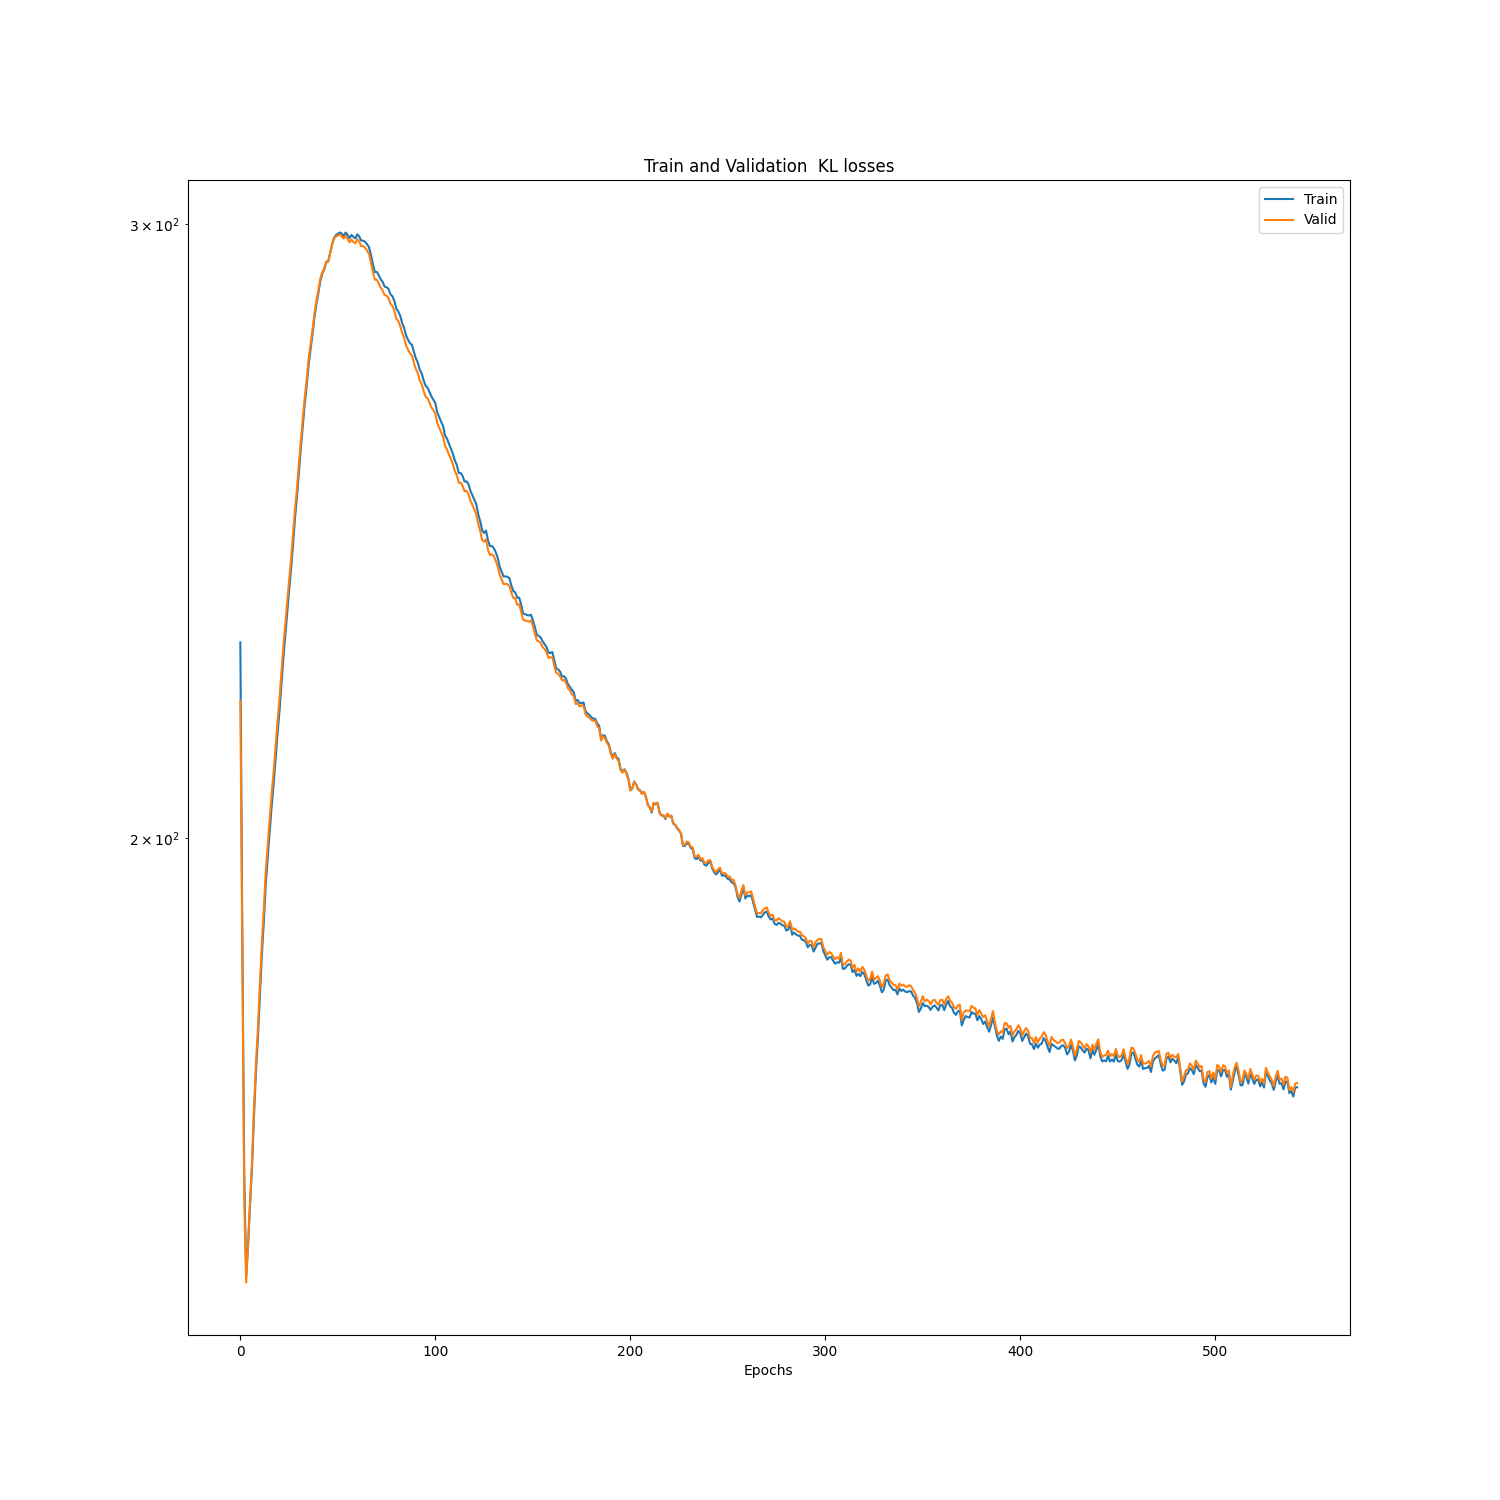 Train and Validation  KL losses
Train
Valid
3 × 10²
2 × 10²
0 100 200 300 400 500
Epochs